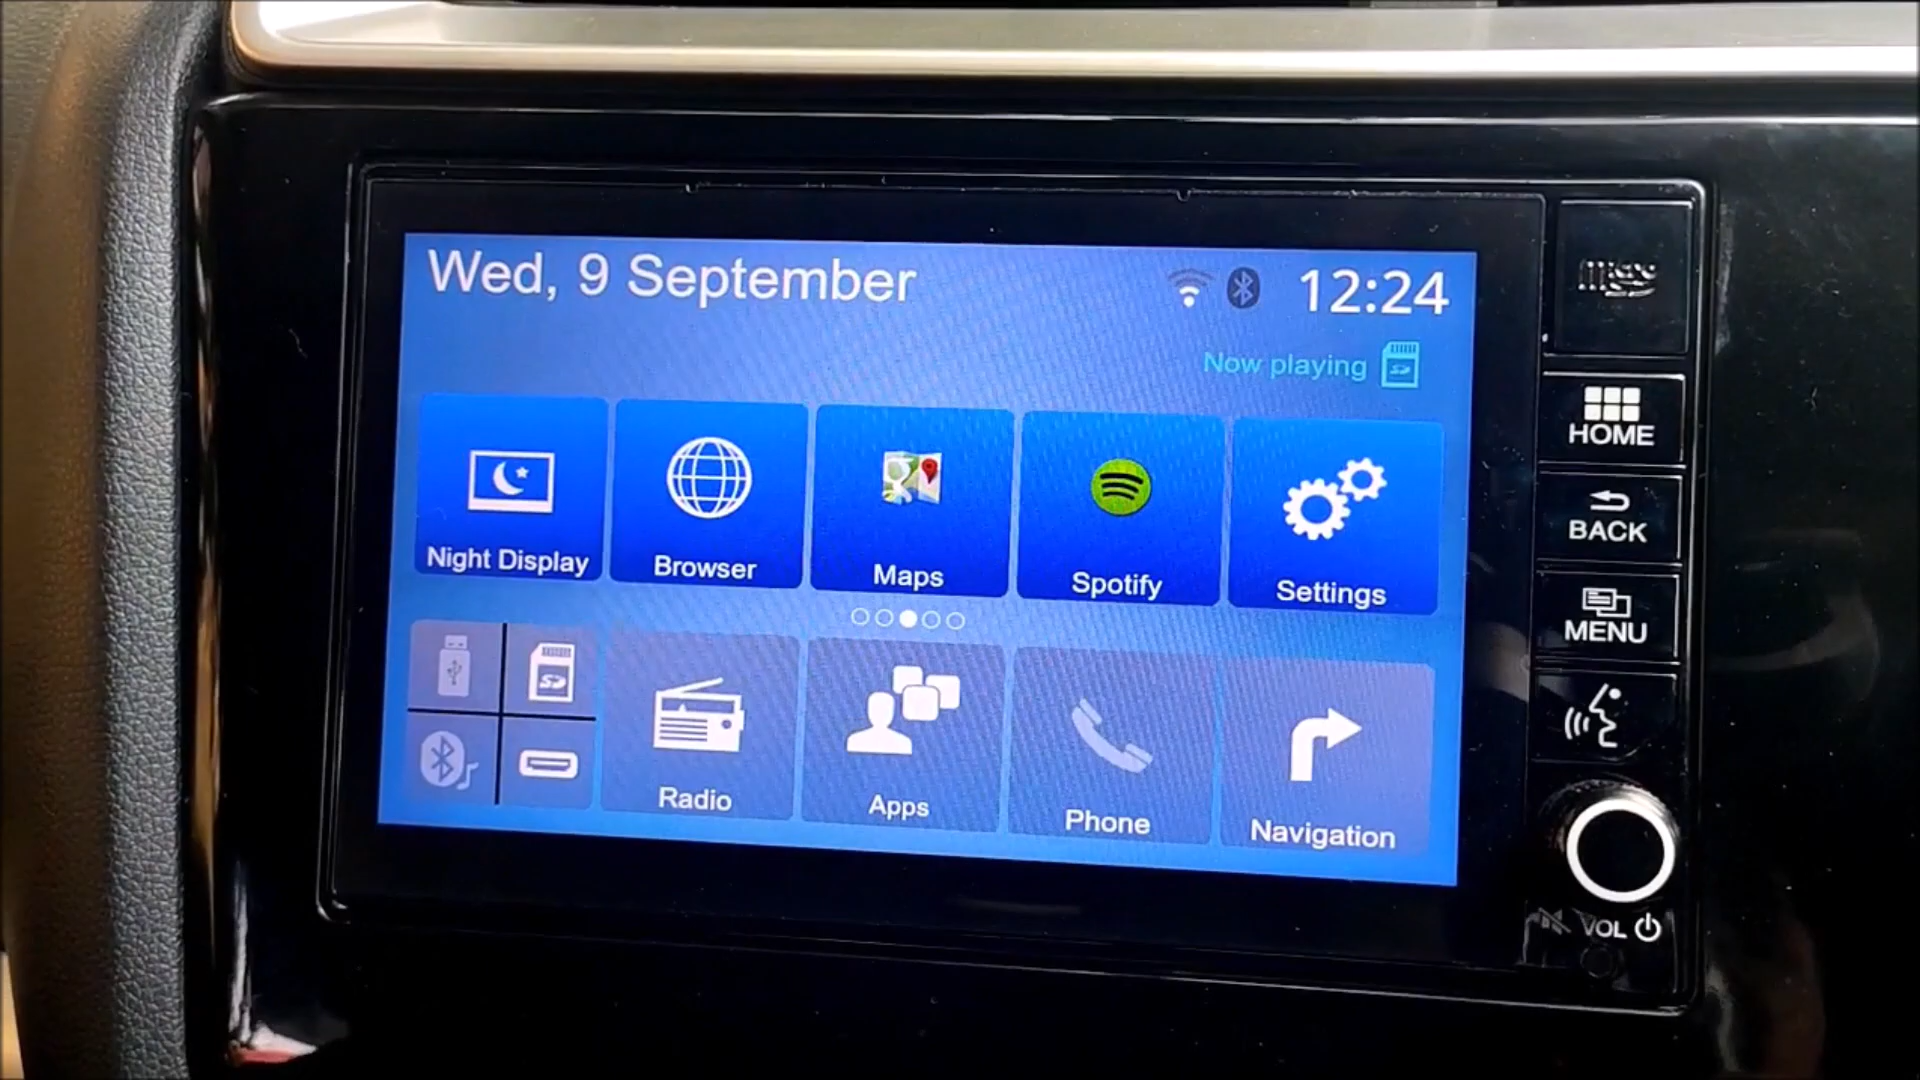 Wed, 9 September
12:24
Now playing
Night Display
Browser
Maps
Spotify
Settings
Radio
Apps
Phone
Navigation
micro
HOME
BACK
MENU
VOL